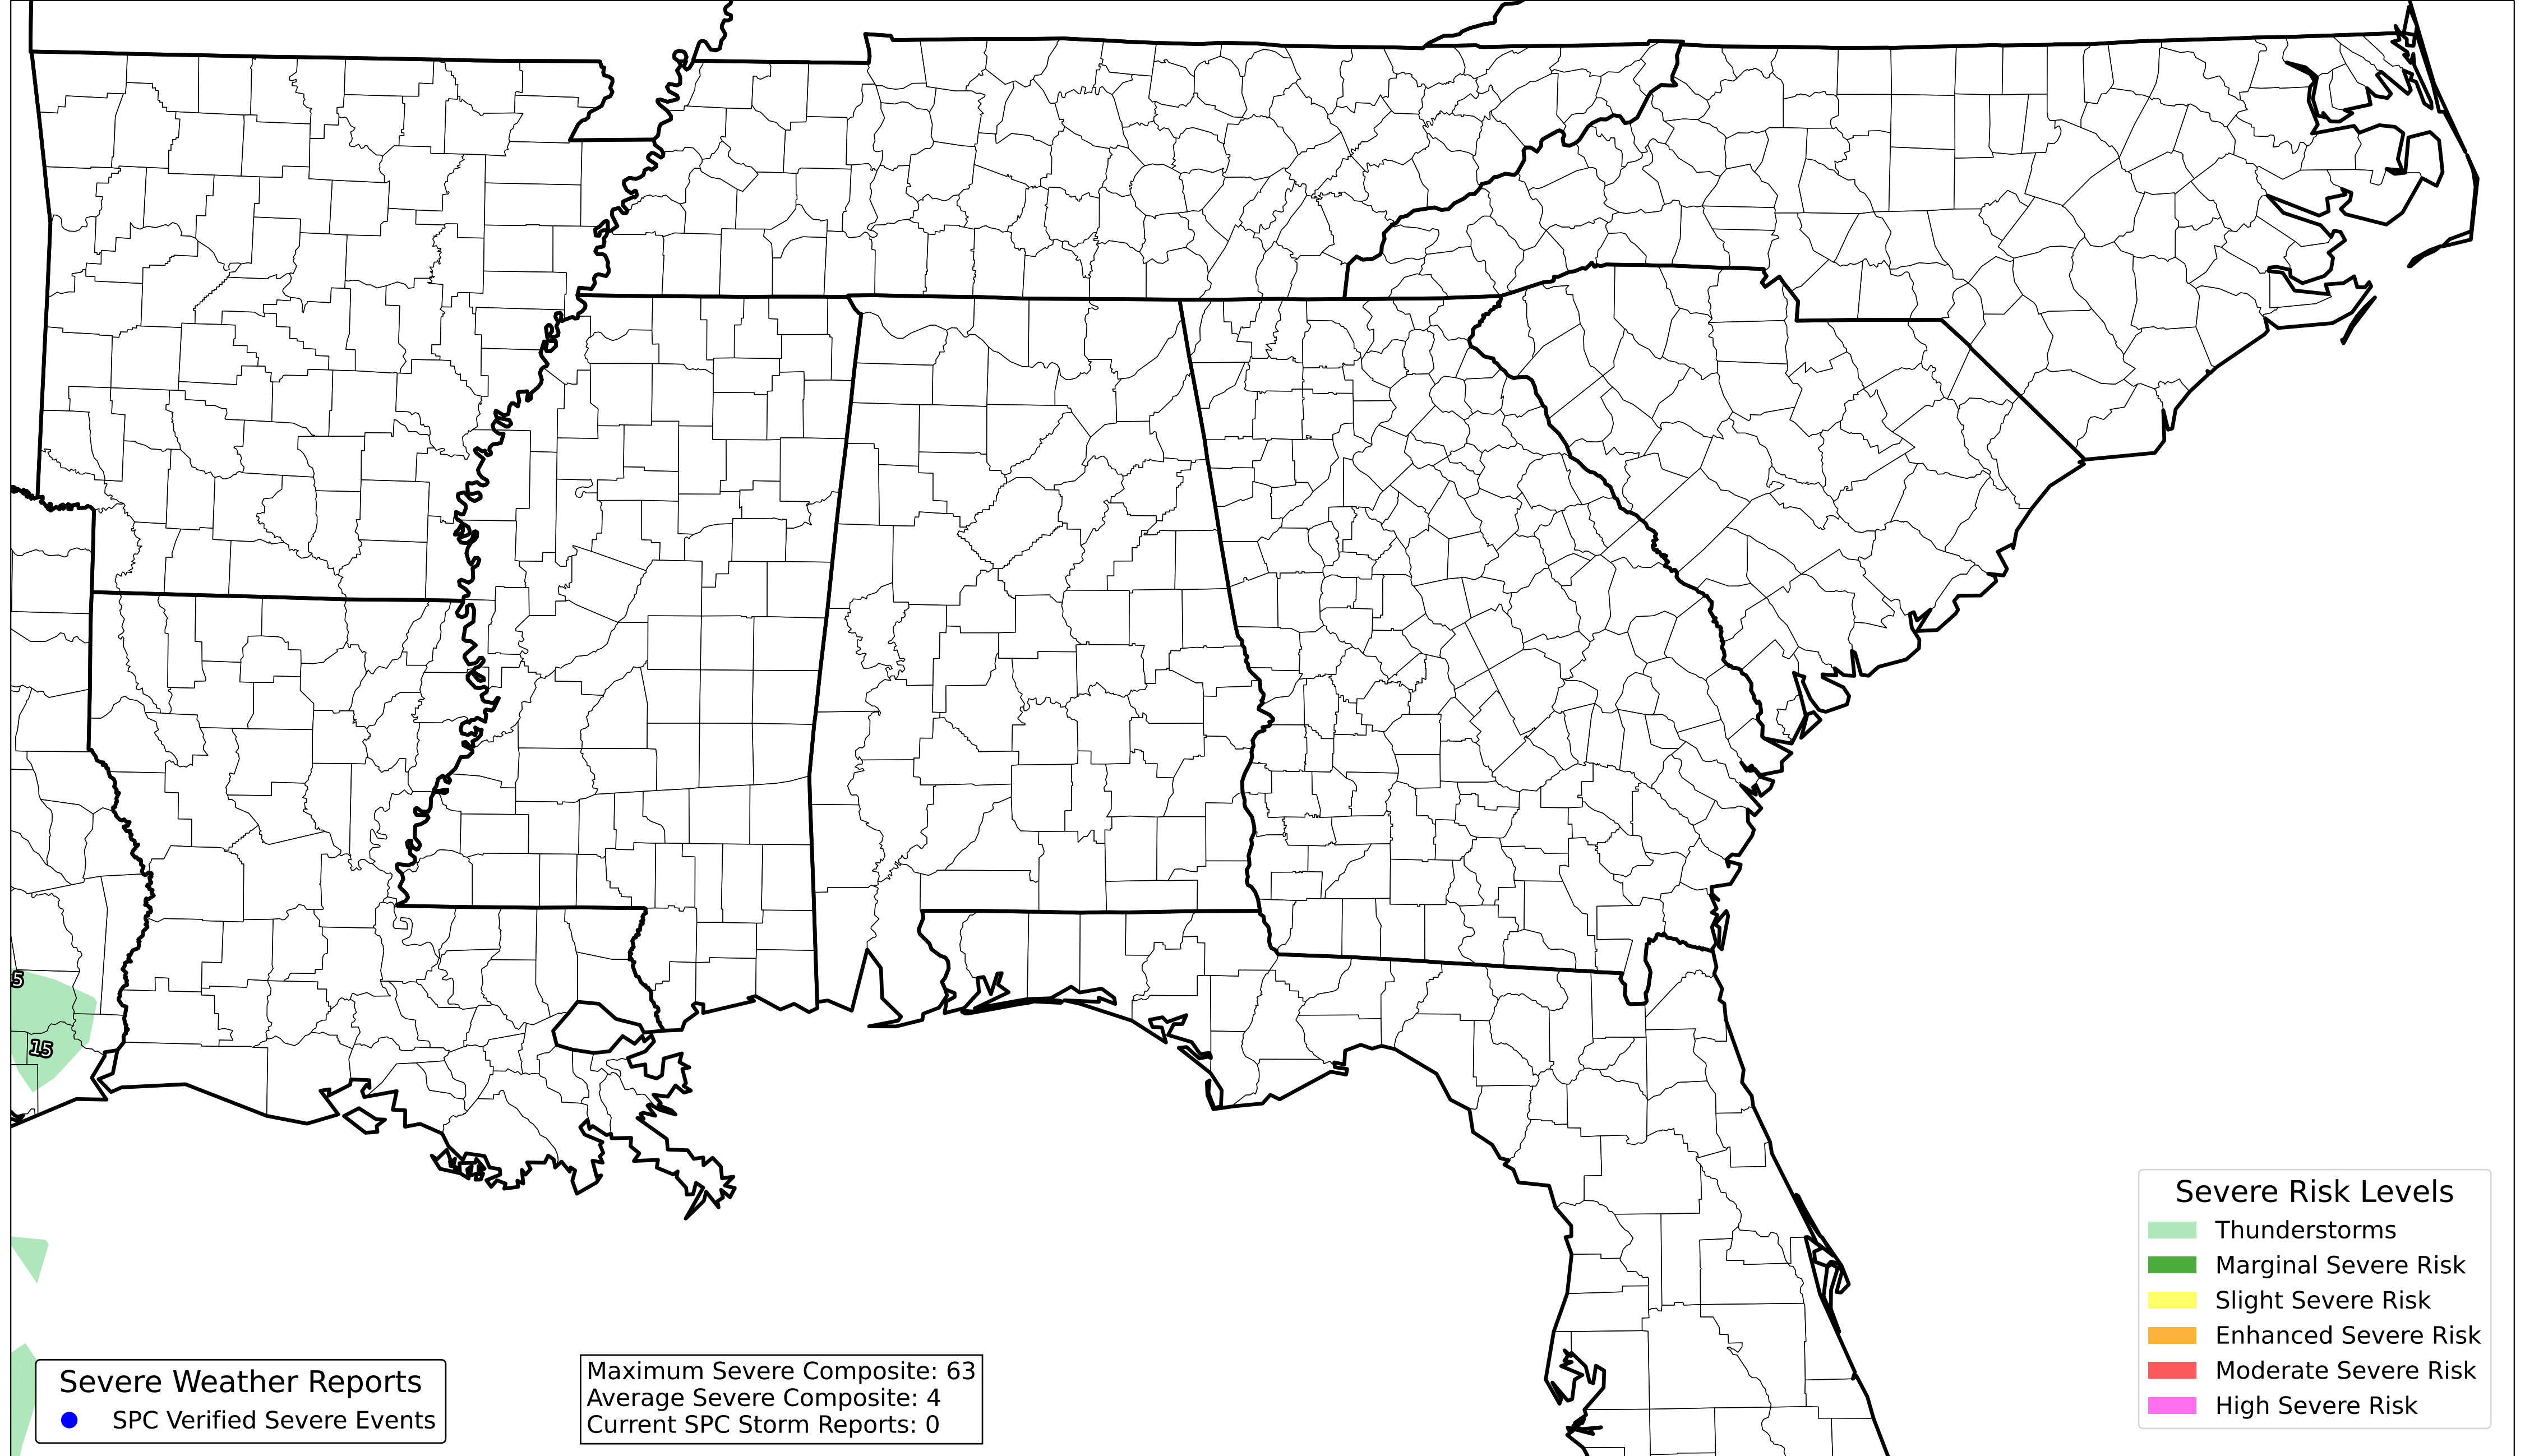 5
15
Severe Weather Reports
SPC Verified Severe Events
Maximum Severe Composite: 63
Average Severe Composite: 4
Current SPC Storm Reports: 0
Severe Risk Levels
Thunderstorms
Marginal Severe Risk
Slight Severe Risk
Enhanced Severe Risk
Moderate Severe Risk
High Severe Risk